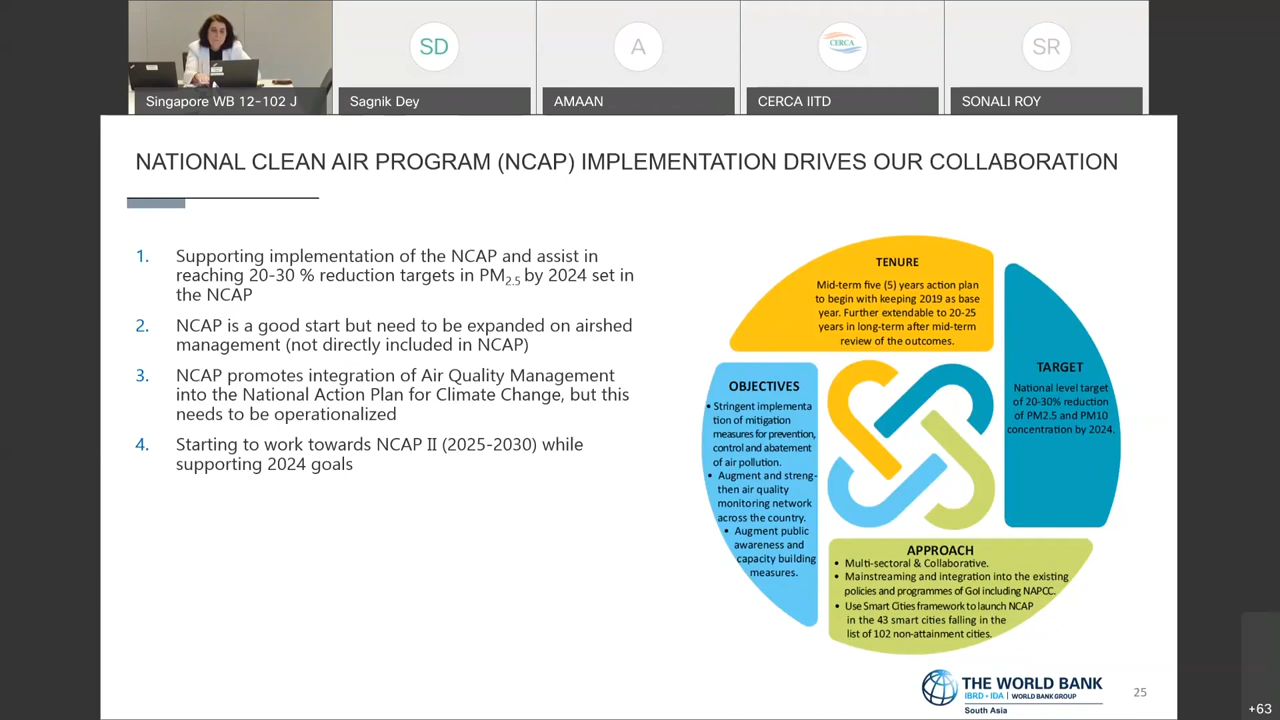 Singapore WB 12-102 J
SD
Sagnik Dey
A
AMAAN
CERCA
CERCA IITD
SR
SONALI ROY
NATIONAL CLEAN AIR PROGRAM (NCAP) IMPLEMENTATION DRIVES OUR COLLABORATION
1. Supporting implementation of the NCAP and assist in
reaching 20-30 % reduction targets in PM2.5 by 2024 set in
the NCAP
2. NCAP is a good start but need to be expanded on airshed
management (not directly included in NCAP)
3. NCAP promotes integration of Air Quality Management
into the National Action Plan for Climate Change, but this
needs to be operationalized
4. Starting to work towards NCAP II (2025-2030) while
supporting 2024 goals
TENURE
Mid-term five (5) years action plan
to begin with keeping 2019 as base
year. Further extendable to 20-25
years in long-term after mid-term
review of the outcomes.
TARGET
National level target
of 20-30% reduction
of PM2.5 and PM10
concentration by 2024.
OBJECTIVES
• Stringent implementa
tion of mitigation
measures for prevention,
control and abatement
of air pollution.
• Augment and streng-
then air quality
monitoring network
across the country.
• Augment public
awareness and
capacity building
measures.
APPROACH
• Multi-sectoral & Collaborative.
• Mainstreaming and integration into the existing
policies and programmes of GoI including NAPCC.
• Use Smart Cities framework to launch NCAP
in the 43 smart cities falling in the
list of 102 non-attainment cities.
THE WORLD BANK
IBRD • IDA | WORLD BANK GROUP
South Asia
25
+63